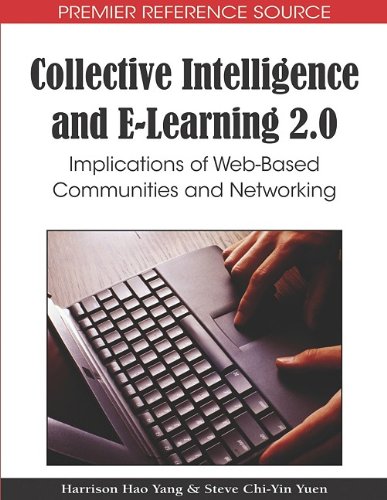 PREMIER REFERENCE SOURCE
Collective Intelligence
and E-Learning 2.0
Implications of Web-Based
Communities and Networking
Harrison Hao Yang & Steve Chi-Yin Yuen